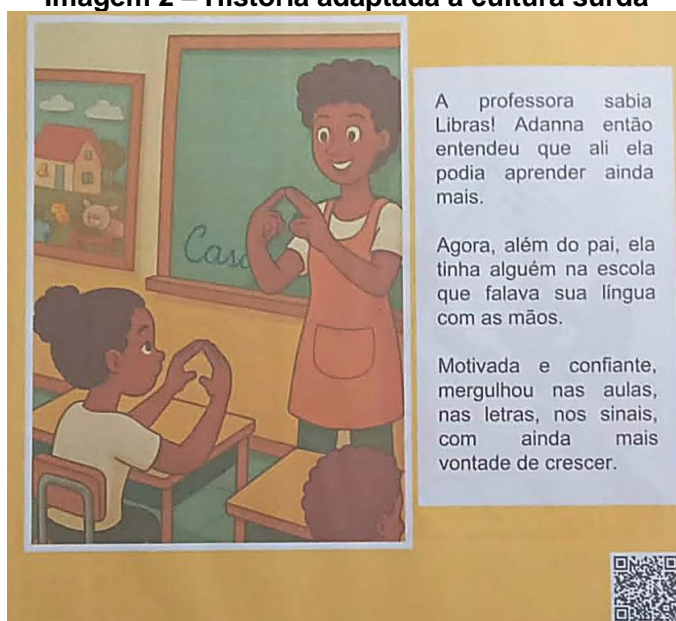 Imagem 2 – História adaptada à cultura surda
Casa
A professora sabia
Libras! Adanna então
entendeu que ali ela
podia aprender ainda
mais.
Agora, além do pai, ela
tinha alguém na escola
que falava sua língua
com as mãos.
Motivada e confiante,
mergulhou nas aulas,
nas letras, nos sinais,
com ainda mais
vontade de crescer.